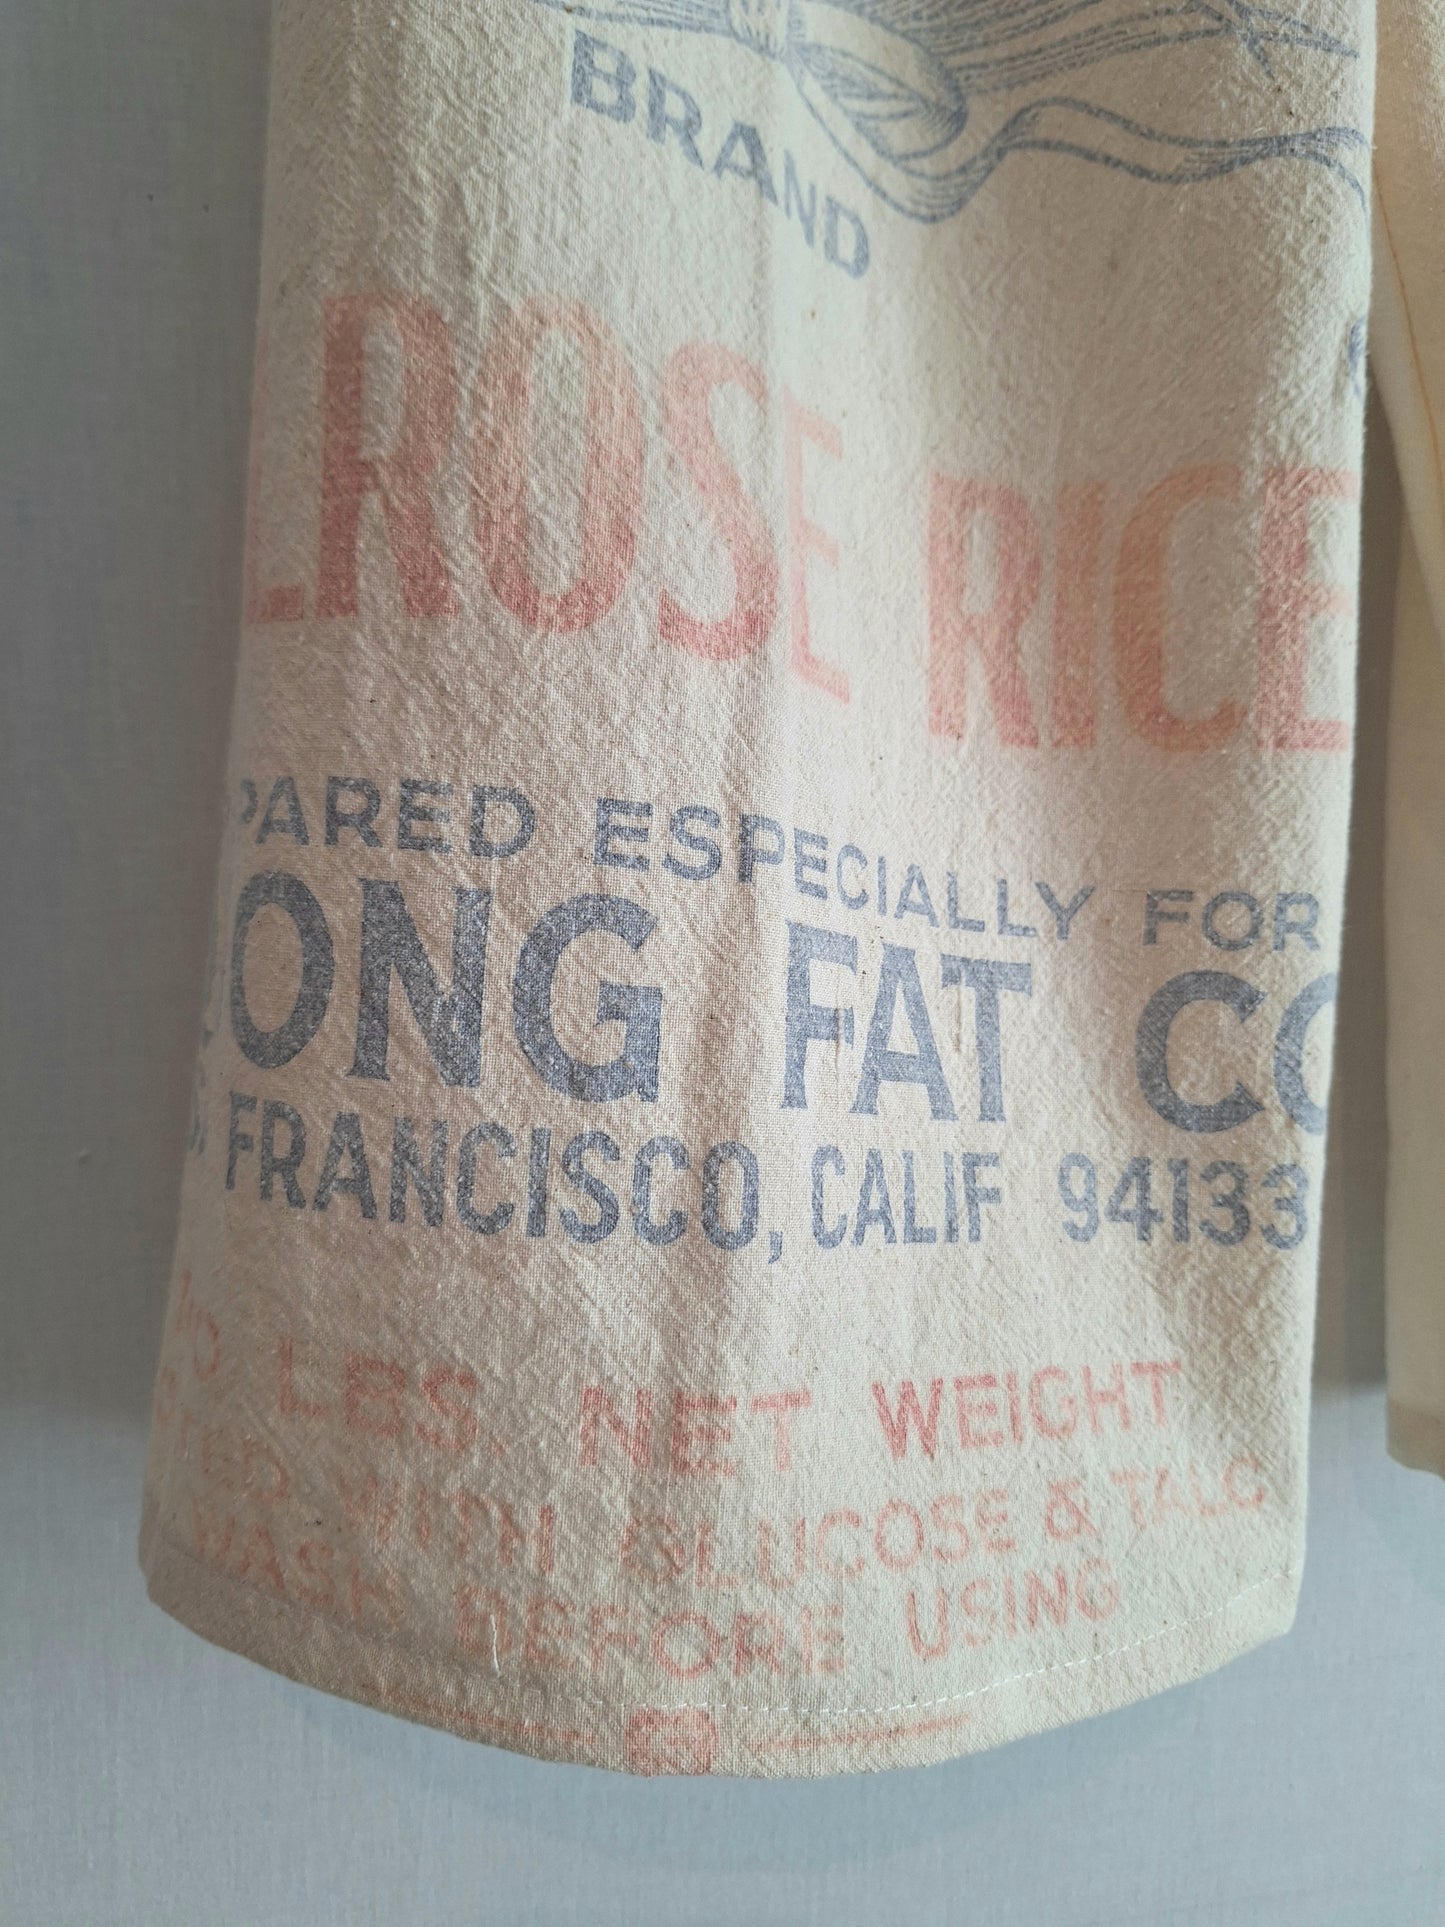 BRAND
LROSE RICE
PARED ESPECIALLY FOR
ONG FAT CO
FRANCISCO, CALIF 94133
LBS. NET WEIGHT
TED WITH GLUCOSE & TALC
WASH BEFORE USING